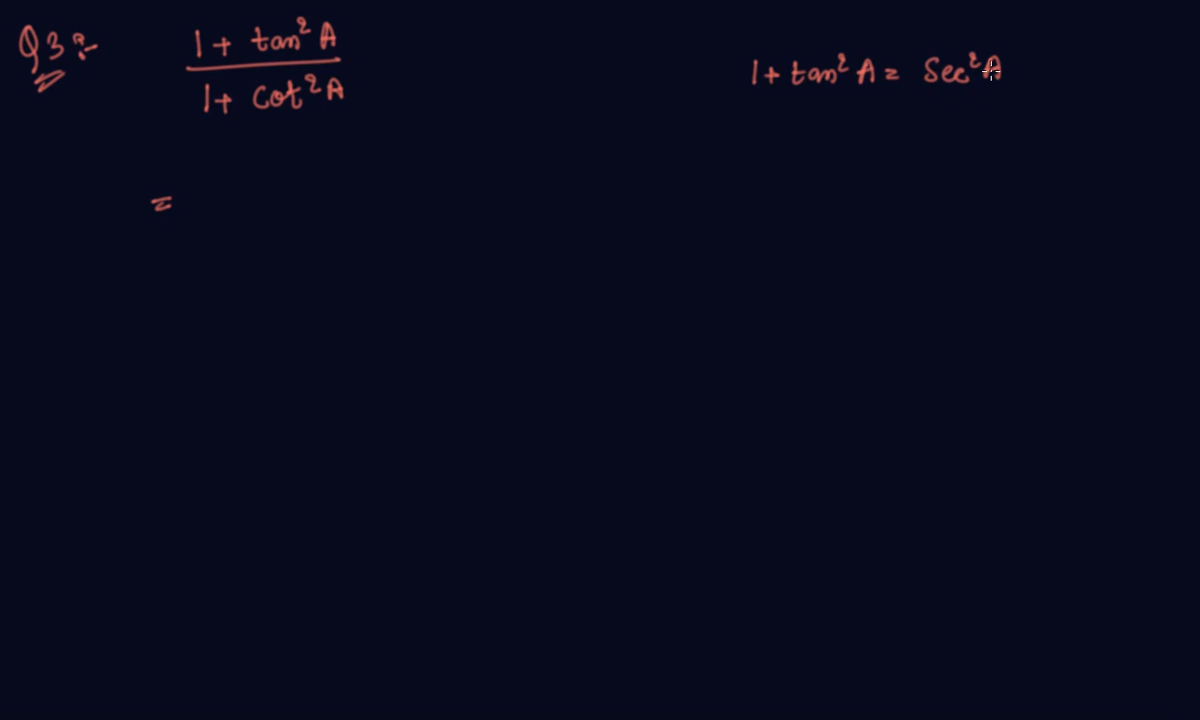 Q3:- 1 + tan² A / 1 + cot² A
1 + tan² A = Sec² A
=